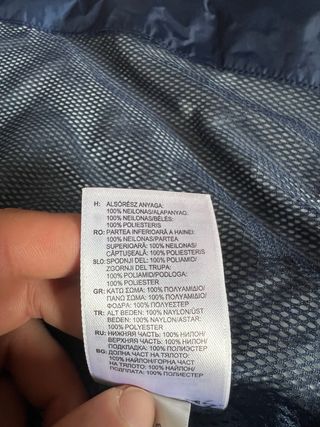 H: ALSÓRÉSZ ANYAGA:
100% NEILONAS/ALAPANYAG:
100% NEILONAS/BÉLÉS:
100% POLIESTERIS
RO: PARTEA INFERIOARĂ A HAINEI:
100% NEILONAS/PARTEA
SUPERIOARĂ: 100% NEILONAS/
CĂPTUŞEALĂ: 100% POLIESTERIS
SLO: SPODNJI DEL: 100% POLIAMID/
ZGORNJI DEL TRUPA:
100% POLIAMID/PODLOGA:
100% POLIESTER
GR: ΚΑΤΩ ΣΩΜΑ: 100% ΠΟΛΥΑΜΙΔΙΟ/
ΠΑΝΩ ΣΩΜΑ: 100% ΠΟΛΥΑΜΙΔΙΟ/
ΦΟΔΡΑ: 100% ΠΟΛΥΕΣΤΕΡ
TR: ALT BEDEN: 100% NAYLON/ÜST
BEDEN: 100% NAYLON/ASTAR:
100% POLYESTER
RU: НИЖНЯЯ ЧАСТЬ: 100% НЕЙЛОН/
ВЕРХНЯЯ ЧАСТЬ: 100% НЕЙЛОН/
ПОДКЛАДКА: 100% ПОЛИЭСТЕР
BG: ДОЛНА ЧАСТ НА ТЯЛОТО:
100% НАЙЛОН/ГОРНА ЧАСТ
НА ТЯЛОТО: 100% НАЙЛОН/
ПОДПЛАТА: 100% ПОЛИЕСТЕР